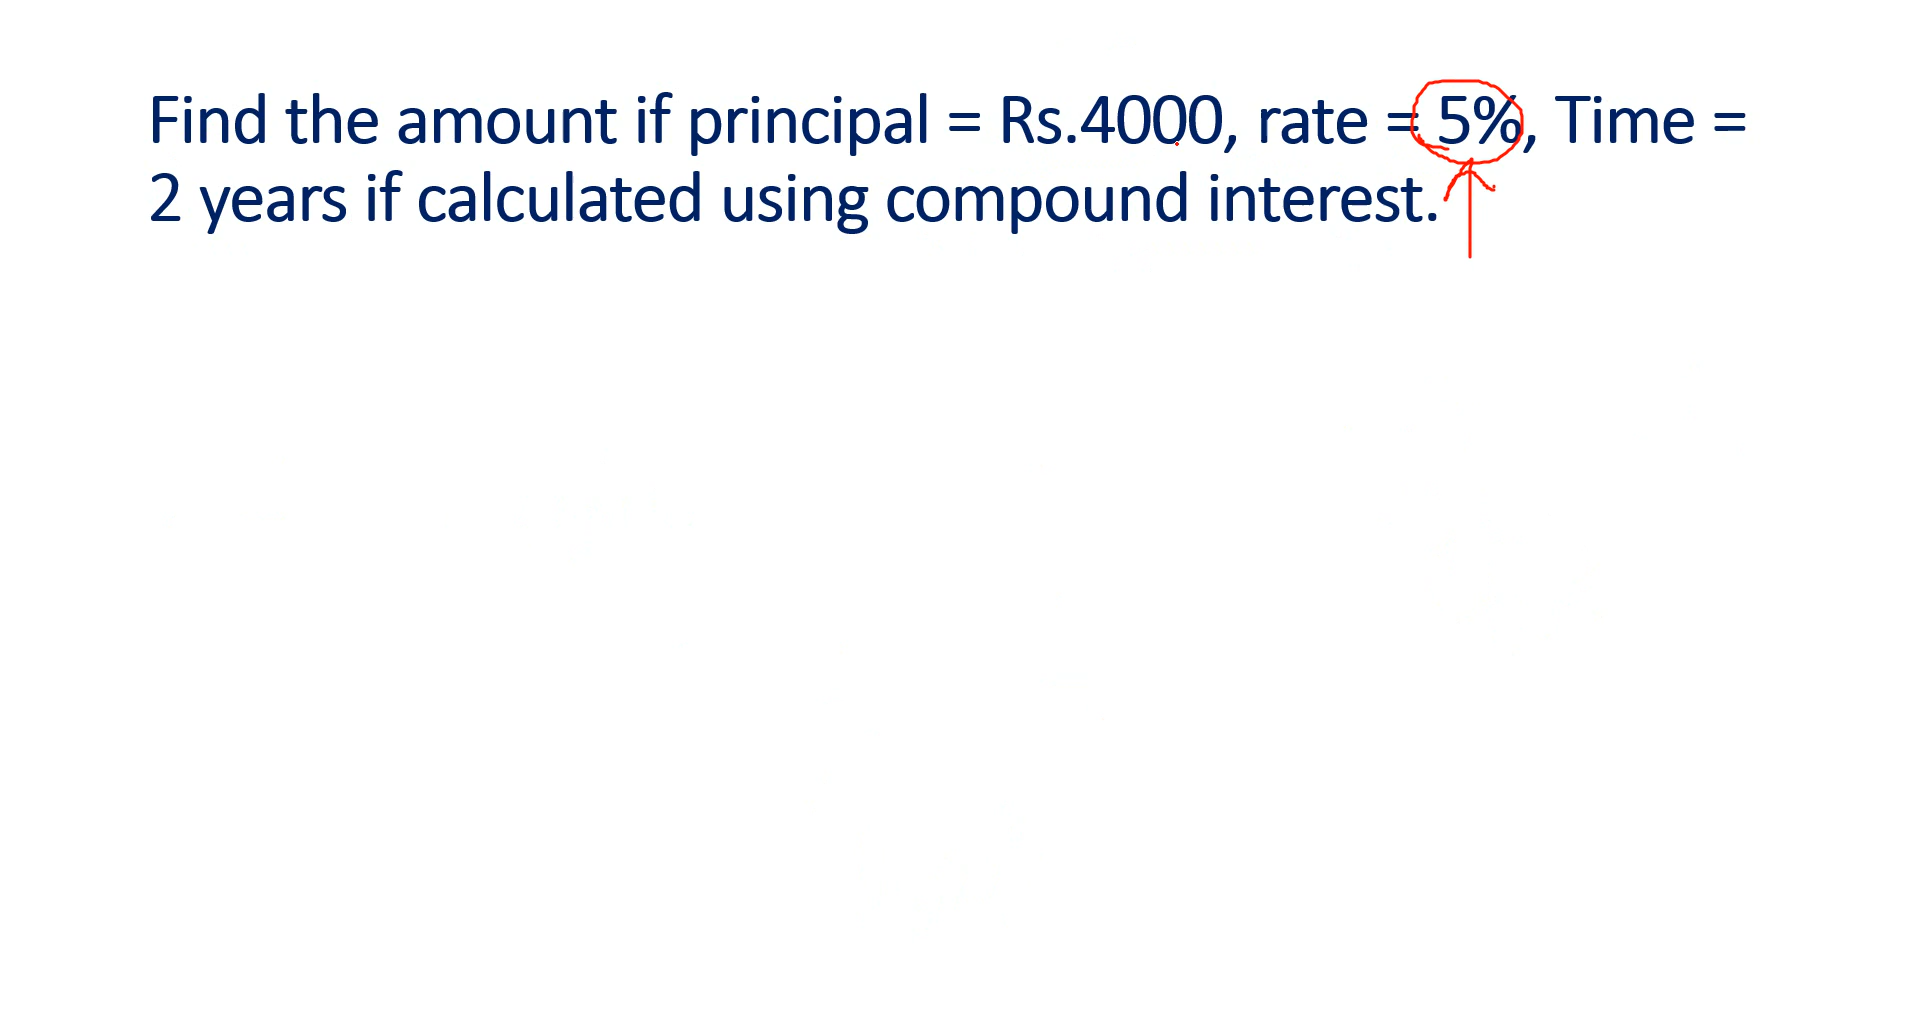 Find the amount if principal = Rs.4000, rate = 5%, Time =
2 years if calculated using compound interest.